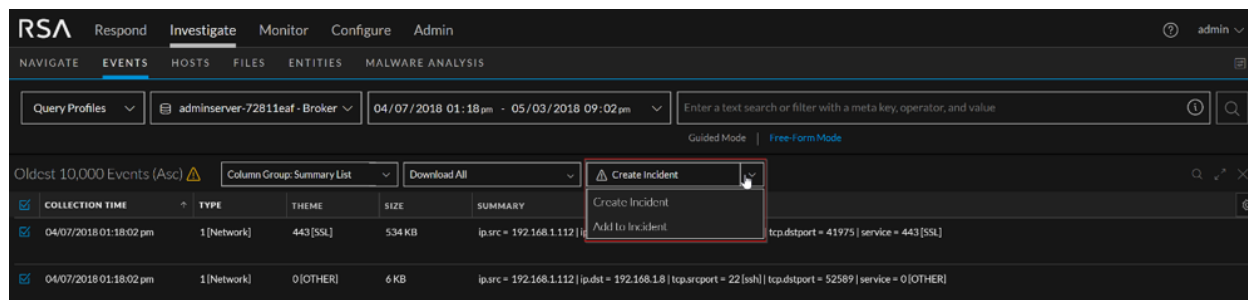 RSA Respond Investigate Monitor Configure Admin admin
NAVIGATE EVENTS HOSTS FILES ENTITIES MALWARE ANALYSIS
Query Profiles adminserver-72811eaf - Broker 04/07/2018 01:18 pm - 05/03/2018 09:02 pm Enter a text search or filter with a meta key, operator, and value
Guided Mode | Free-Form Mode
Oldest 10,000 Events (Asc) Column Group: Summary List Download All Create Incident
COLLECTION TIME TYPE THEME SIZE SUMMARY Create Incident
Add to Incident
04/07/2018 01:18:02 pm 1 [Network] 443 [SSL] 534 KB ip.src = 192.168.1.112 | tcp.dstport = 41975 | service = 443 [SSL]
04/07/2018 01:18:02 pm 1 [Network] 0 [OTHER] 6 KB ip.src = 192.168.1.112 | ip.dst = 192.168.1.8 | tcp.srcport = 22 [ssh] | tcp.dstport = 52589 | service = 0 [OTHER]